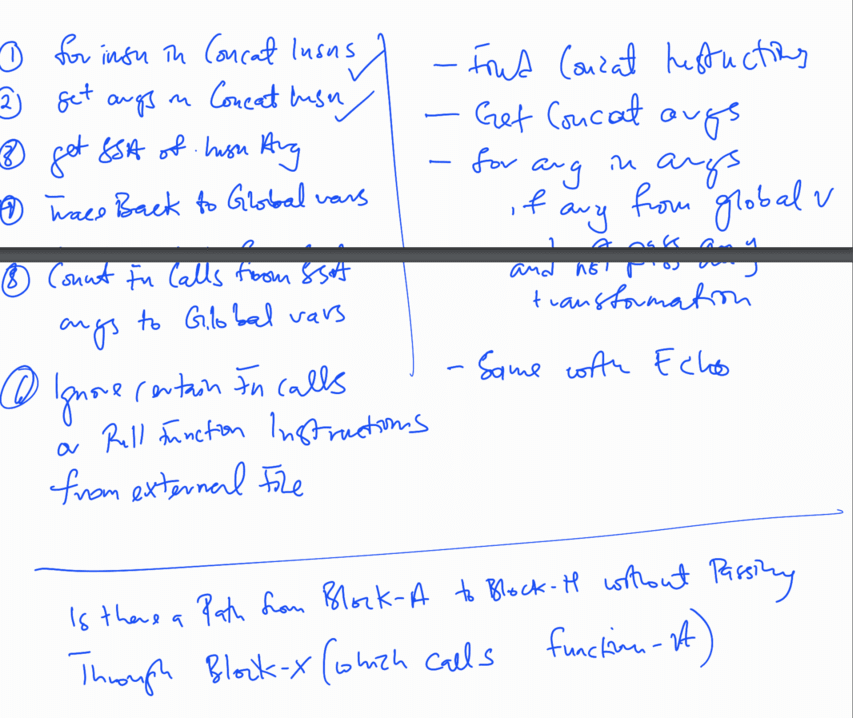 ① for insn in Concat Insns
② get args in Concat Insn
③ get SSA of Insn Arg
④ Trace Back to Global vars
⑤ Count Fn Calls from SSA
args to Global vars
⑥ Ignore certain Fn calls
or Pull Function Instructions
from external File
- Find Concat Instructions
- Get Concat args
- for arg in args
if any from global v
and not pass any
transformation
- Same with Echo
Is there a Path from Block-A to Block-H without Passing
Through Block-X (which calls function-A)